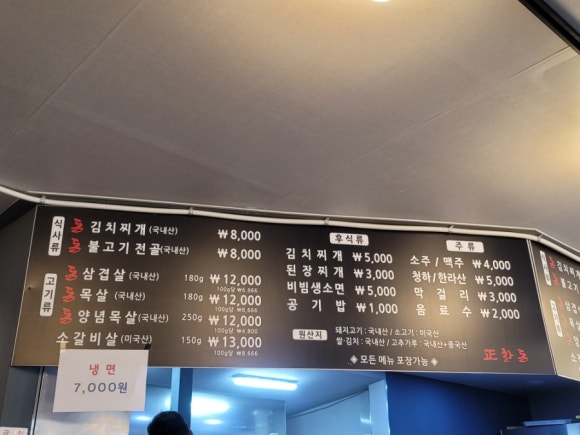 식사류
김치찌개 (국내산) ₩8,000
불고기전골 (국내산) ₩8,000
고기류
삼겹살 (국내산) 180g ₩12,000
100g당 ₩6,666
목살 (국내산) 180g ₩12,000
100g당 ₩6,666
양념목살 (국내산) 250g ₩12,000
100g당 ₩4,800
소갈비살 (미국산) 150g ₩13,000
100g당 ₩8,666
후식류
김치찌개 ₩5,000
된장찌개 ₩3,000
비빔생소면 ₩5,000
공기밥 ₩1,000
주류
소주 / 맥주 ₩4,000
청하/한라산 ₩5,000
막걸리 ₩3,000
음료수 ₩2,000
원산지
돼지고기 : 국내산 / 소고기 : 미국산
쌀·김치 : 국내산 / 고추가루 : 국내산+중국산
◈ 모든 메뉴 포장가능 ◈
냉면
7,000원